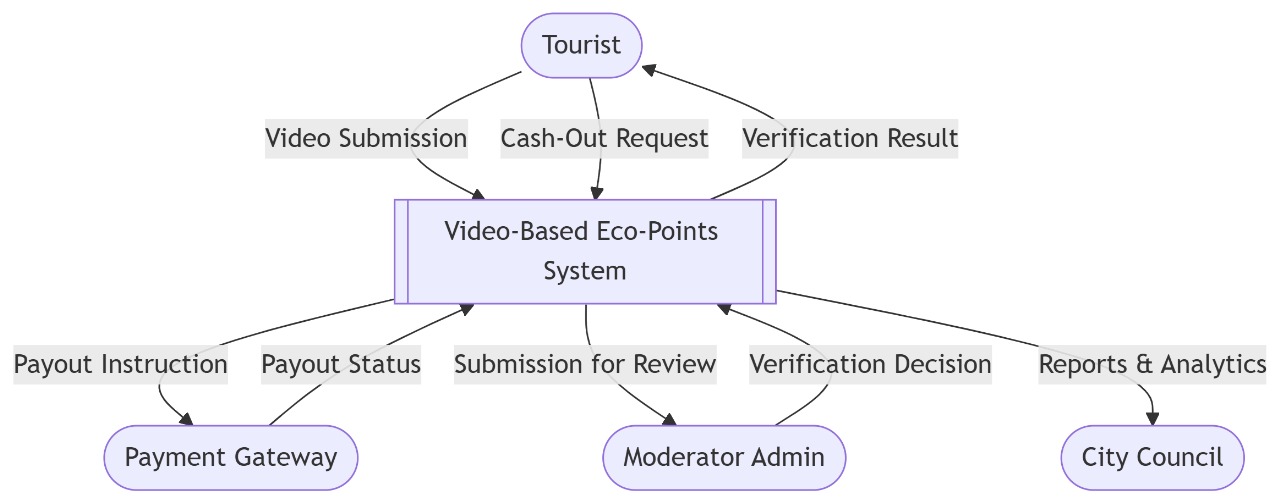 Tourist
Video Submission
Cash-Out Request
Verification Result
Video-Based Eco-Points
System
Payout Instruction
Payout Status
Submission for Review
Verification Decision
Reports & Analytics
Payment Gateway
Moderator Admin
City Council